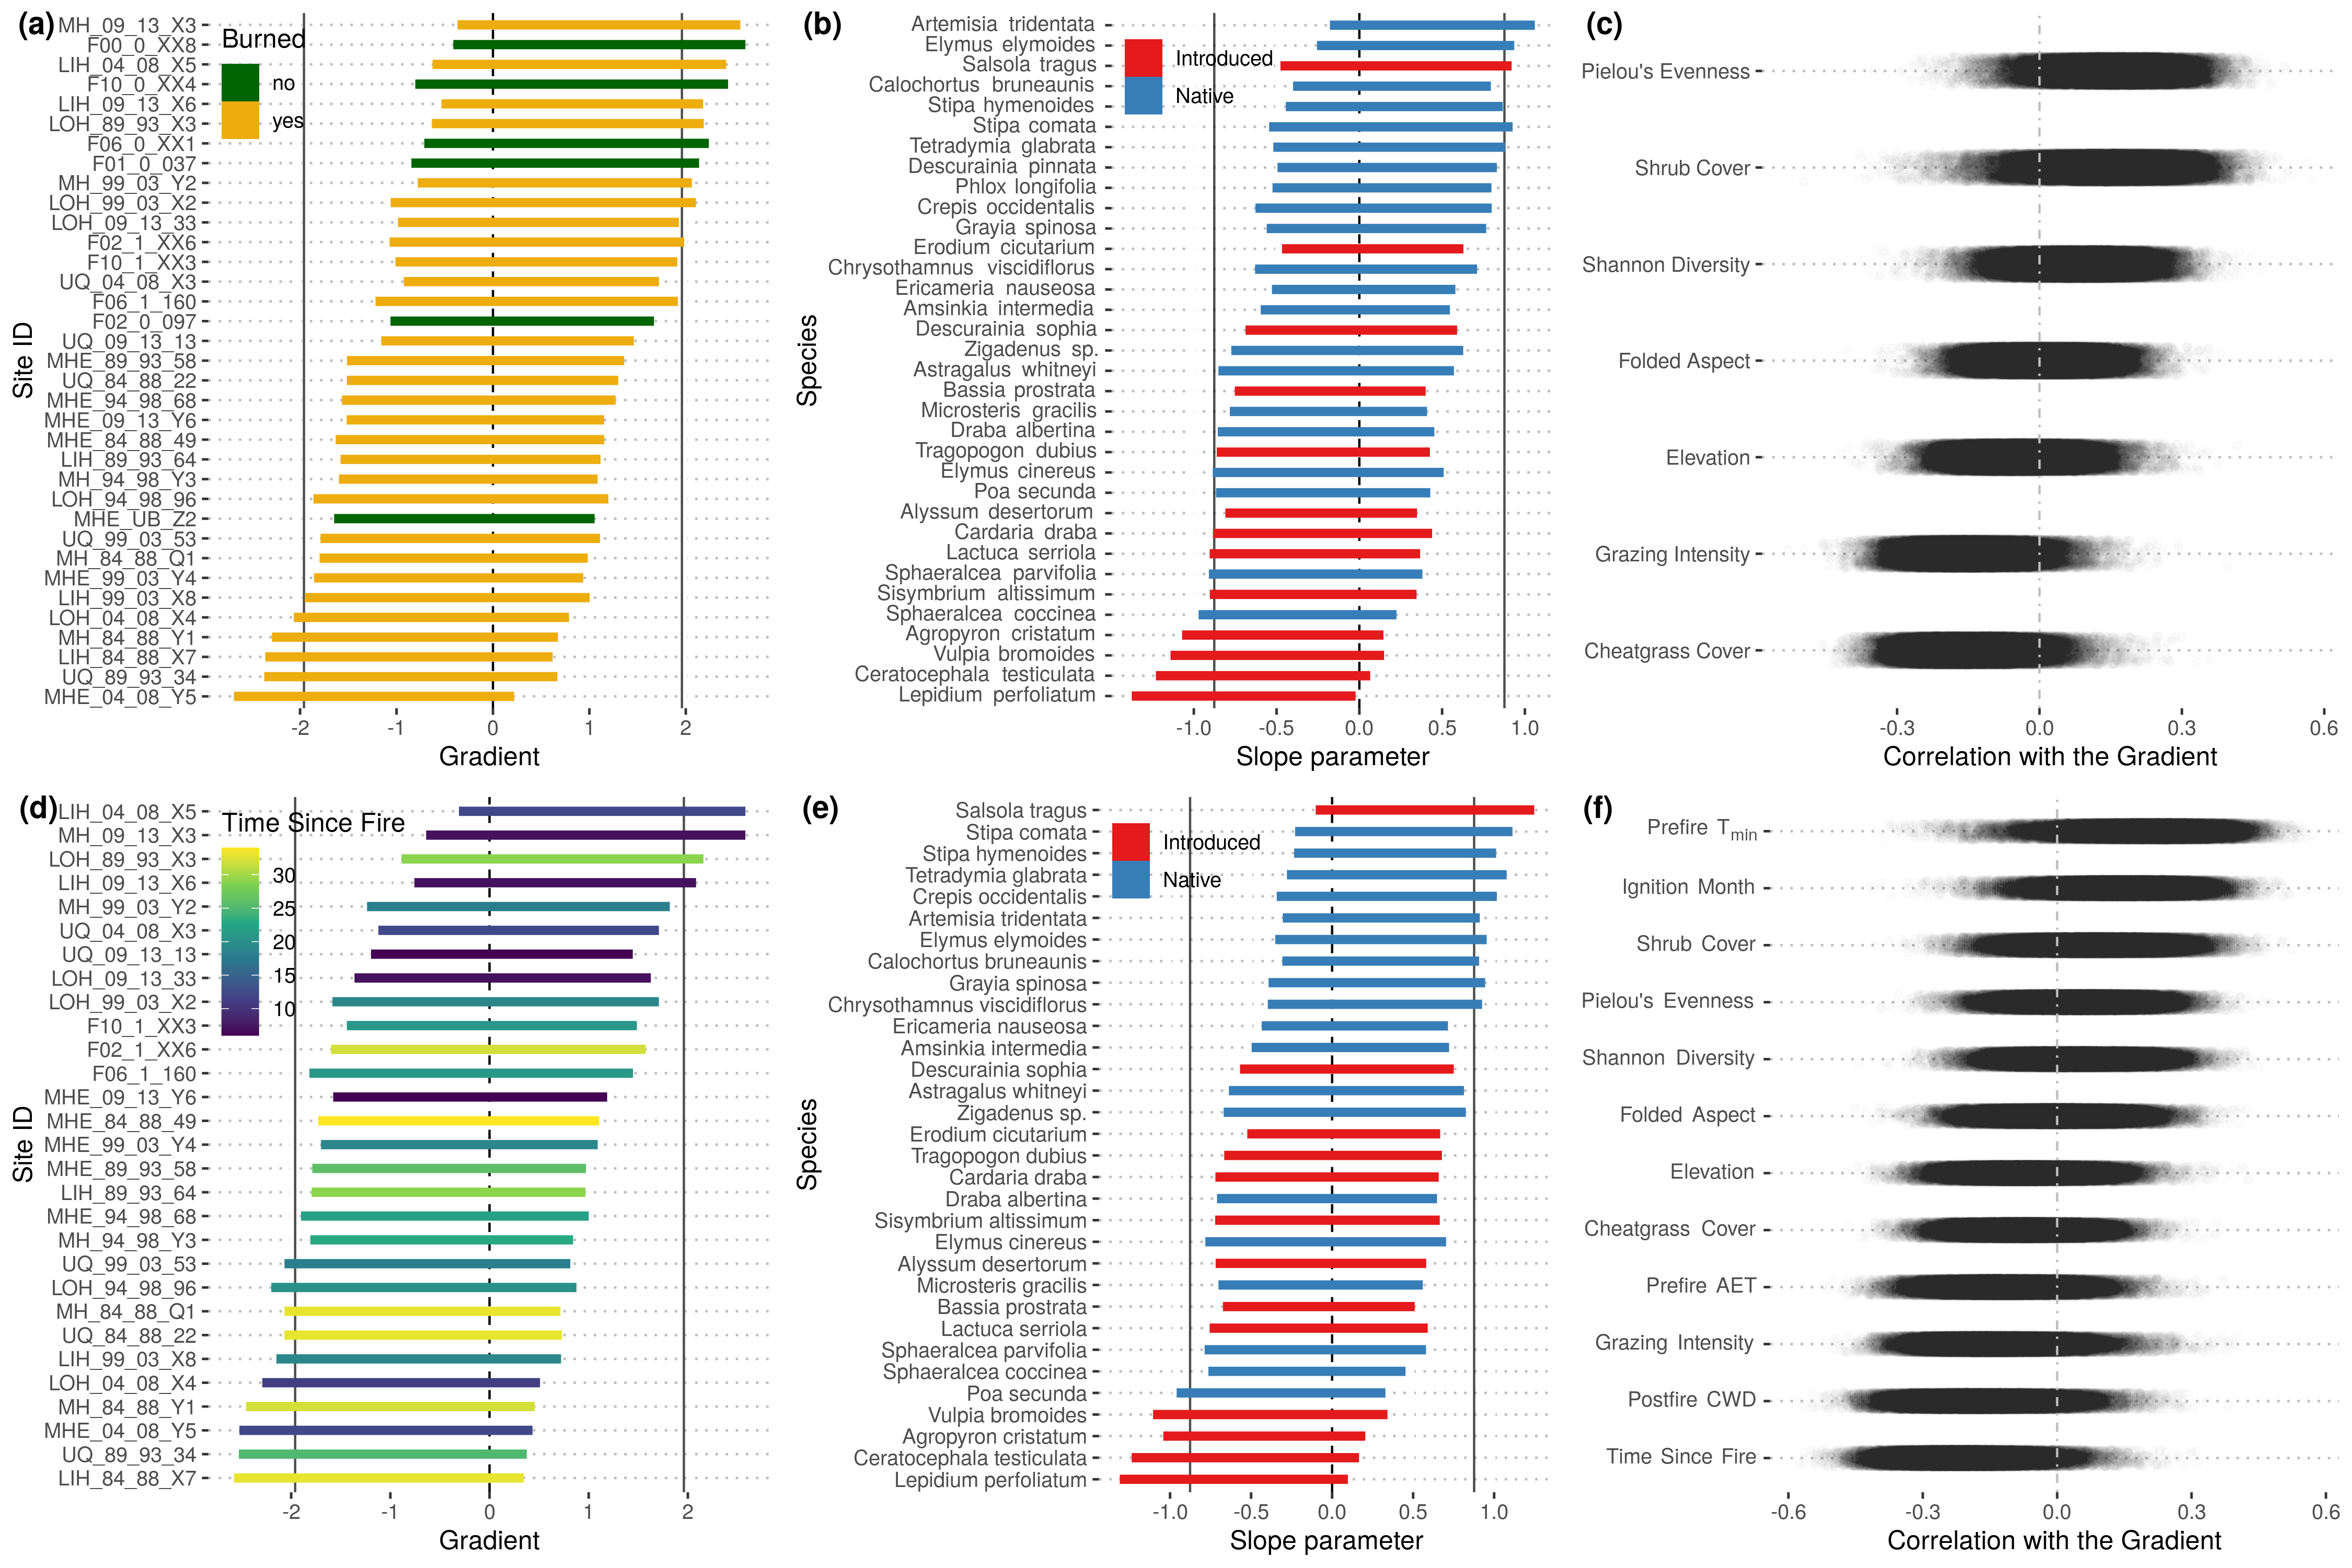 (a)
Burned
no
yes
Site ID
MH_09_13_X3
F00_0_XX8
LIH_04_08_X5
F10_0_XX4
LIH_09_13_X6
LOH_89_93_X3
F06_0_XX1
F01_0_037
MH_99_03_Y2
LOH_99_03_X2
LOH_09_13_33
F02_1_XX6
F10_1_XX3
UQ_04_08_X3
F06_1_160
F02_0_097
UQ_09_13_13
MHE_89_93_58
UQ_84_88_22
MHE_94_98_68
MHE_09_13_Y6
MHE_84_88_49
LIH_89_93_64
MH_94_98_Y3
LOH_94_98_96
MHE_UB_Z2
UQ_99_03_53
MH_84_88_Q1
MHE_99_03_Y4
LIH_99_03_X8
LOH_04_08_X4
MH_84_88_Y1
LIH_84_88_X7
UQ_89_93_34
MHE_04_08_Y5
-2 -1 0 1 2
Gradient
(b)
Introduced
Native
Species
Artemisia tridentata
Elymus elymoides
Salsola tragus
Calochortus bruneaunis
Stipa hymenoides
Stipa comata
Tetradymia glabrata
Descurainia pinnata
Phlox longifolia
Crepis occidentalis
Grayia spinosa
Erodium cicutarium
Chrysothamnus viscidiflorus
Ericameria nauseosa
Amsinkia intermedia
Descurainia sophia
Zigadenus sp.
Astragalus whitneyi
Bassia prostrata
Microsteris gracilis
Draba albertina
Tragopogon dubius
Elymus cinereus
Poa secunda
Alyssum desertorum
Cardaria draba
Lactuca serriola
Sphaeralcea parvifolia
Sisymbrium altissimum
Sphaeralcea coccinea
Agropyron cristatum
Vulpia bromoides
Ceratocephala testiculata
Lepidium perfoliatum
-1.0 -0.5 0.0 0.5 1.0
Slope parameter
(c)
Pielou's Evenness
Shrub Cover
Shannon Diversity
Folded Aspect
Elevation
Grazing Intensity
Cheatgrass Cover
-0.3 0.0 0.3 0.6
Correlation with the Gradient
(d)
Time Since Fire
30
25
20
15
10
Site ID
LIH_04_08_X5
MH_09_13_X3
LOH_89_93_X3
LIH_09_13_X6
MH_99_03_Y2
UQ_04_08_X3
UQ_09_13_13
LOH_09_13_33
LOH_99_03_X2
F10_1_XX3
F02_1_XX6
F06_1_160
MHE_09_13_Y6
MHE_84_88_49
MHE_99_03_Y4
MHE_89_93_58
LIH_89_93_64
MHE_94_98_68
MH_94_98_Y3
UQ_99_03_53
LOH_94_98_96
MH_84_88_Q1
UQ_84_88_22
LIH_99_03_X8
LOH_04_08_X4
MH_84_88_Y1
MHE_04_08_Y5
UQ_89_93_34
LIH_84_88_X7
-2 -1 0 1 2
Gradient
(e)
Introduced
Native
Species
Salsola tragus
Stipa comata
Stipa hymenoides
Tetradymia glabrata
Crepis occidentalis
Artemisia tridentata
Elymus elymoides
Calochortus bruneaunis
Grayia spinosa
Chrysothamnus viscidiflorus
Ericameria nauseosa
Amsinkia intermedia
Descurainia sophia
Astragalus whitneyi
Zigadenus sp.
Erodium cicutarium
Tragopogon dubius
Cardaria draba
Draba albertina
Sisymbrium altissimum
Elymus cinereus
Alyssum desertorum
Microsteris gracilis
Bassia prostrata
Lactuca serriola
Sphaeralcea parvifolia
Sphaeralcea coccinea
Poa secunda
Vulpia bromoides
Agropyron cristatum
Ceratocephala testiculata
Lepidium perfoliatum
-1.0 -0.5 0.0 0.5 1.0
Slope parameter
(f)
Prefire Tmin
Ignition Month
Shrub Cover
Pielou's Evenness
Shannon Diversity
Folded Aspect
Elevation
Cheatgrass Cover
Prefire AET
Grazing Intensity
Postfire CWD
Time Since Fire
-0.6 -0.3 0.0 0.3 0.6
Correlation with the Gradient